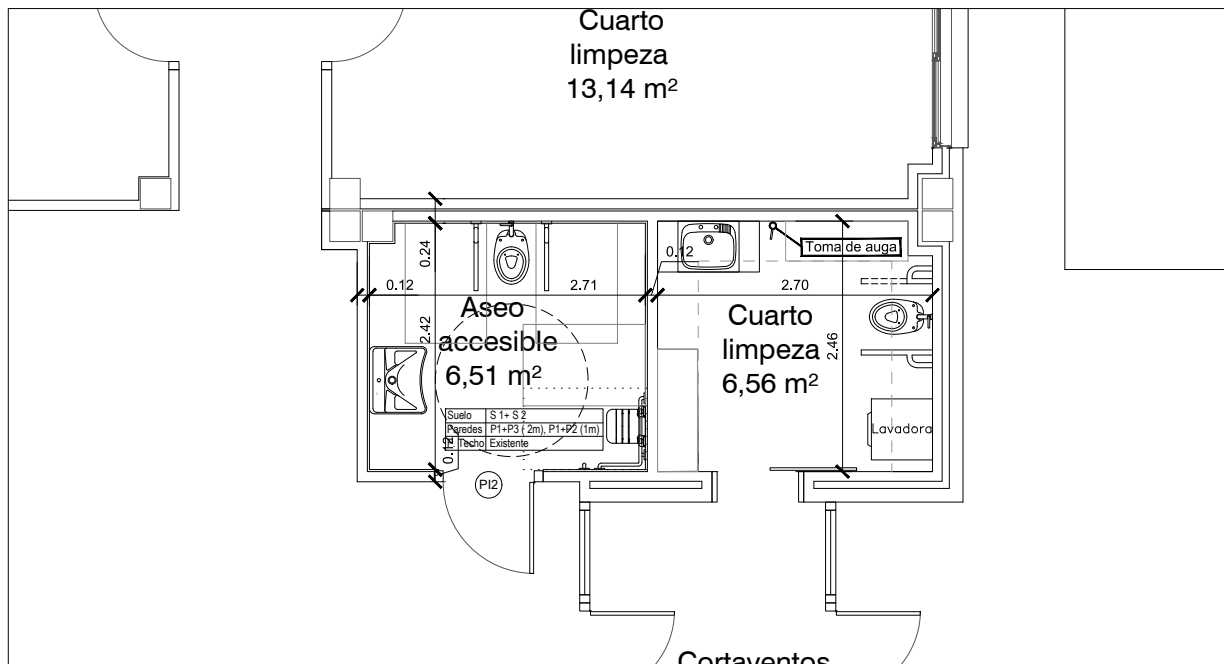 Cuarto
limpeza
13,14 m²
Toma de auga
0.24
0.12
0.12
2.71
2.70
Aseo
accesible
6,51 m²
2.42
Cuarto
limpeza
6,56 m²
2.46
Suelo S 1+ S 2
Paredes P1+P3 ( 2m), P1+P2 (1m)
Techo Existente
0.12
Lavadora
PI2
Cortaventos